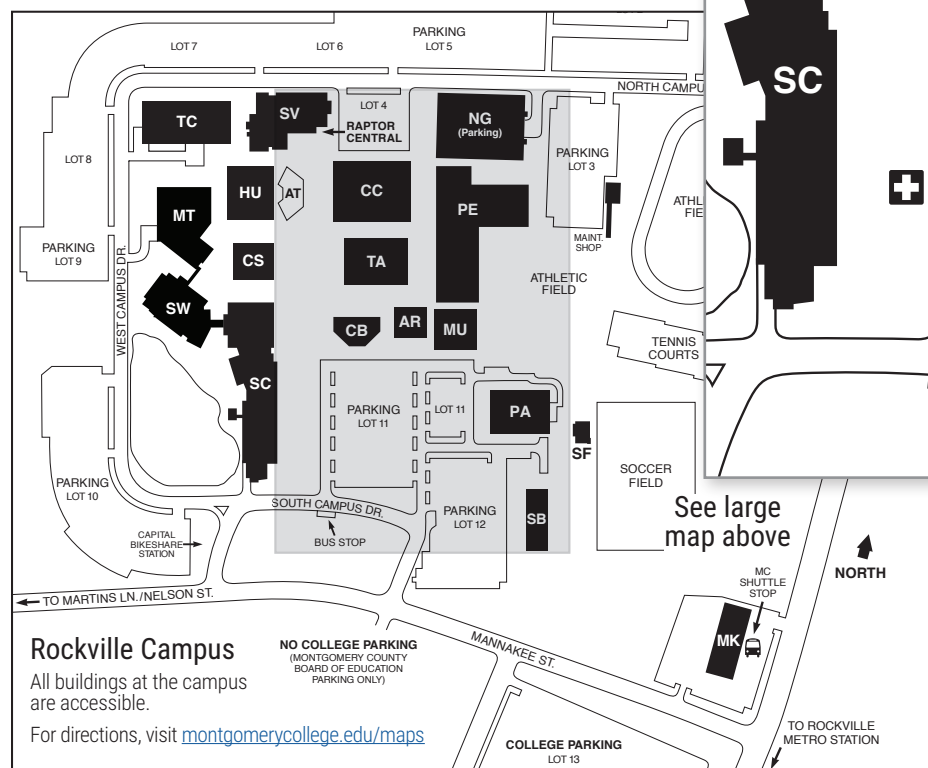 PARKING
LOT 5
LOT 7
LOT 6
SC
NORTH CAMPU
LOT 4
SV
TC
RAPTOR
CENTRAL
NG
(Parking)
PARKING
LOT 3
LOT 8
HU
AT
CC
PE
MT
ATHL
FIE
MAINT.
SHOP
PARKING
LOT 9
CS
TA
ATHLETIC
FIELD
WEST CAMPUS DR.
SW
CB
AR
MU
TENNIS
COURTS
SC
PARKING
LOT 11
LOT 11
PA
SF
SOCCER
FIELD
PARKING
LOT 10
SOUTH CAMPUS DR.
PARKING
LOT 12
SB
See large
map above
CAPITAL
BIKESHARE
STATION
BUS STOP
NORTH
MC
SHUTTLE
STOP
TO MARTINS LN./NELSON ST.
MK
MANNAKEE ST.
Rockville Campus
All buildings at the campus
are accessible.
For directions, visit montgomerycollege.edu/maps
NO COLLEGE PARKING
(MONTGOMERY COUNTY
BOARD OF EDUCATION
PARKING ONLY)
COLLEGE PARKING
LOT 13
TO ROCKVILLE
METRO STATION